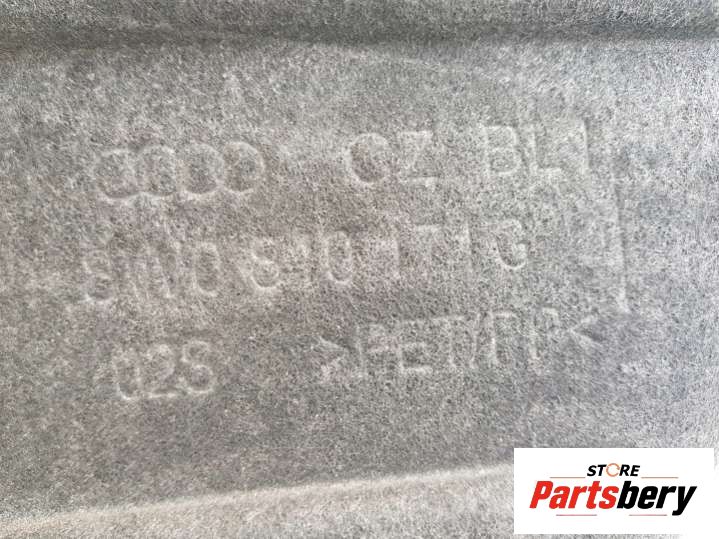 CZ BL
8W0 810 171 G
02S >PET/PP<
STORE
Partsbery